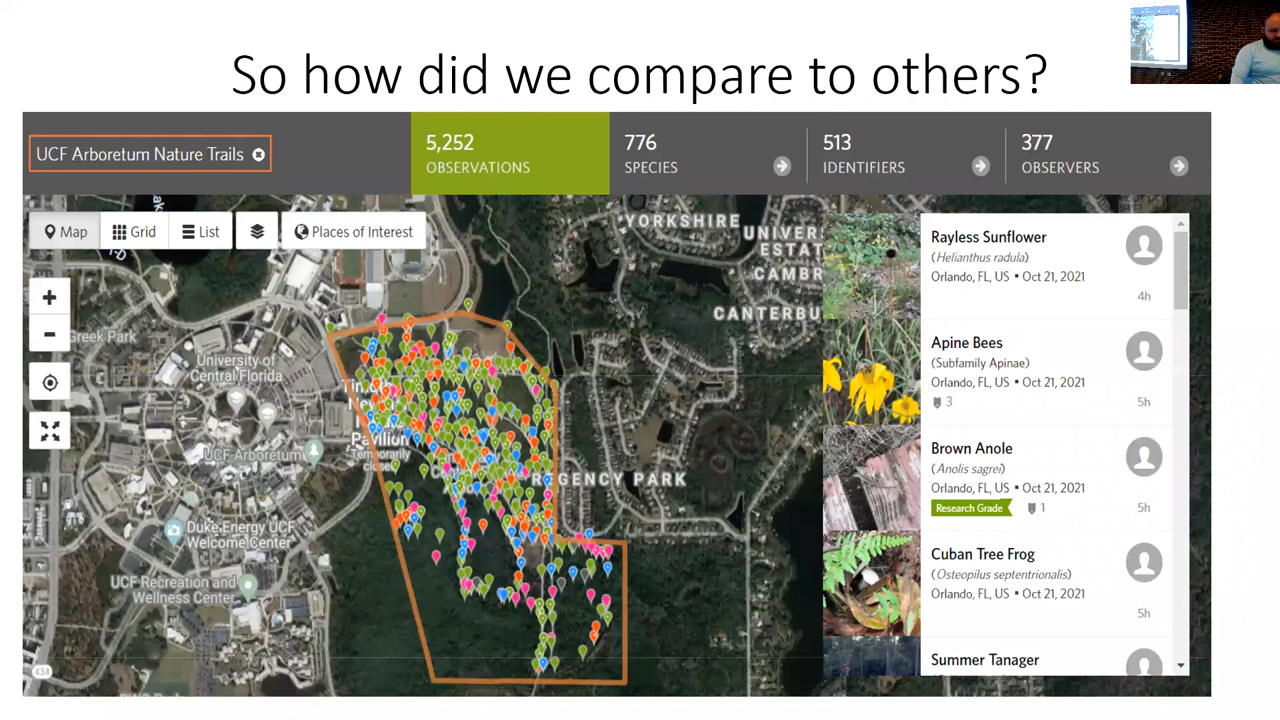 So how did we compare to others?
UCF Arboretum Nature Trails
5,252
OBSERVATIONS
776
SPECIES
513
IDENTIFIERS
377
OBSERVERS
Map
Grid
List
Places of Interest
YORKSHIRE
UNIVERS
ESTAT
CAMBR
CANTERBU
Greek Park
University of
Central Florida
Pavilion
Temporarily
UCF Arboretum
REGENCY PARK
Duke Energy UCF
Welcome Center
UCF Recreation and
Wellness Center
434
Rayless Sunflower
(Helianthus radula)
Orlando, FL, US • Oct 21, 2021
4h
Apine Bees
(Subfamily Apinae)
Orlando, FL, US • Oct 21, 2021
3
5h
Brown Anole
(Anolis sagrei)
Orlando, FL, US • Oct 21, 2021
Research Grade
1
5h
Cuban Tree Frog
(Osteopilus septentrionalis)
Orlando, FL, US • Oct 21, 2021
5h
Summer Tanager